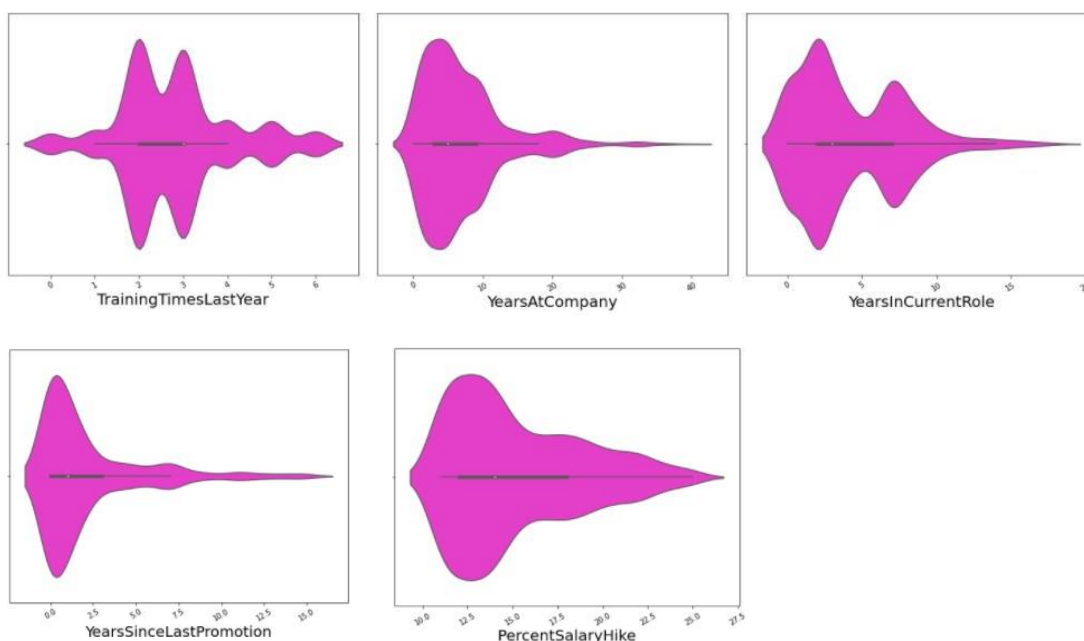 0 1 2 3 4 5 6
TrainingTimesLastYear
0 10 20 30 40
YearsAtCompany
0 5 10 15
YearsInCurrentRole
0.0 2.5 5.0 7.5 10.0 12.5 15.0
YearsSinceLastPromotion
10.0 12.5 15.0 17.5 20.0 22.5 25.0 27.5
PercentSalaryHike